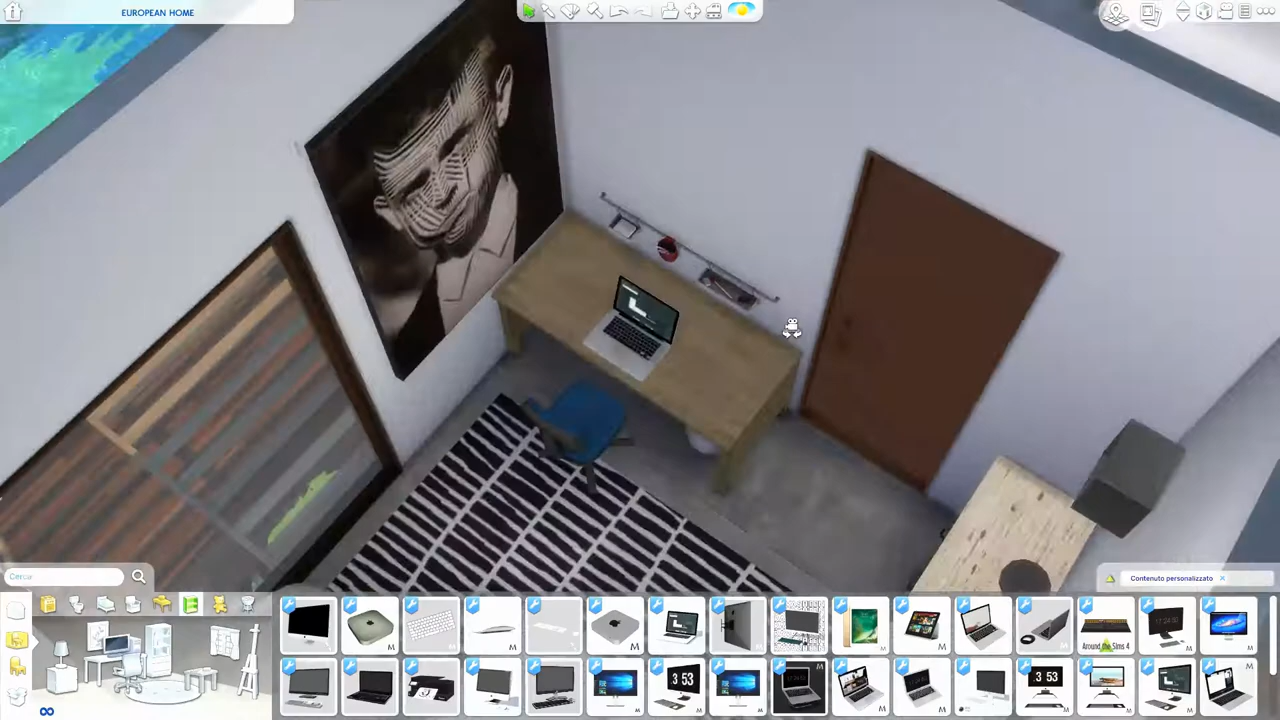 EUROPEAN HOME
Cerca
Contenuto personalizzato
M M M M M M M M M
Around the Sims 4
3 53
3 53